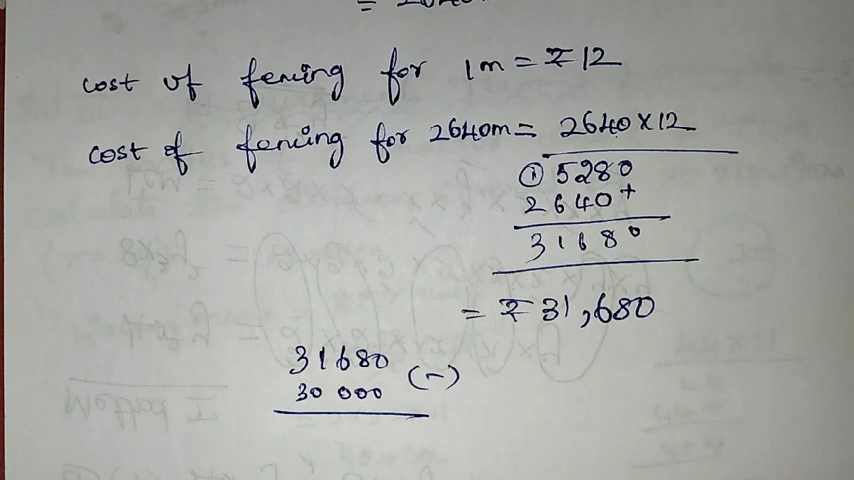 cost of fencing for 1m = ₹12
cost of fencing for 2640m = 2640 × 12
① 5280
2640 +
31680
= ₹31,680
31680
30 000 (-)